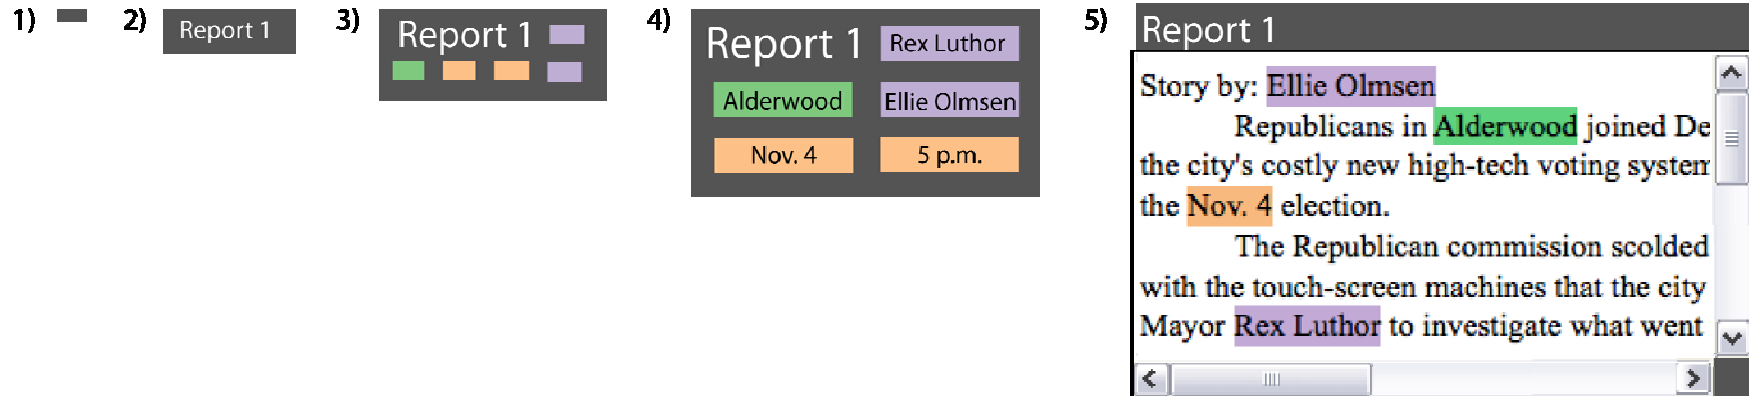 1)
2) Report 1
3) Report 1
4) Report 1 Rex Luthor
Alderwood Ellie Olmsen
Nov. 4 5 p.m.
5) Report 1
Story by: Ellie Olmsen
Republicans in Alderwood joined De
the city's costly new high-tech voting system
the Nov. 4 election.
The Republican commission scolded
with the touch-screen machines that the city
Mayor Rex Luthor to investigate what went